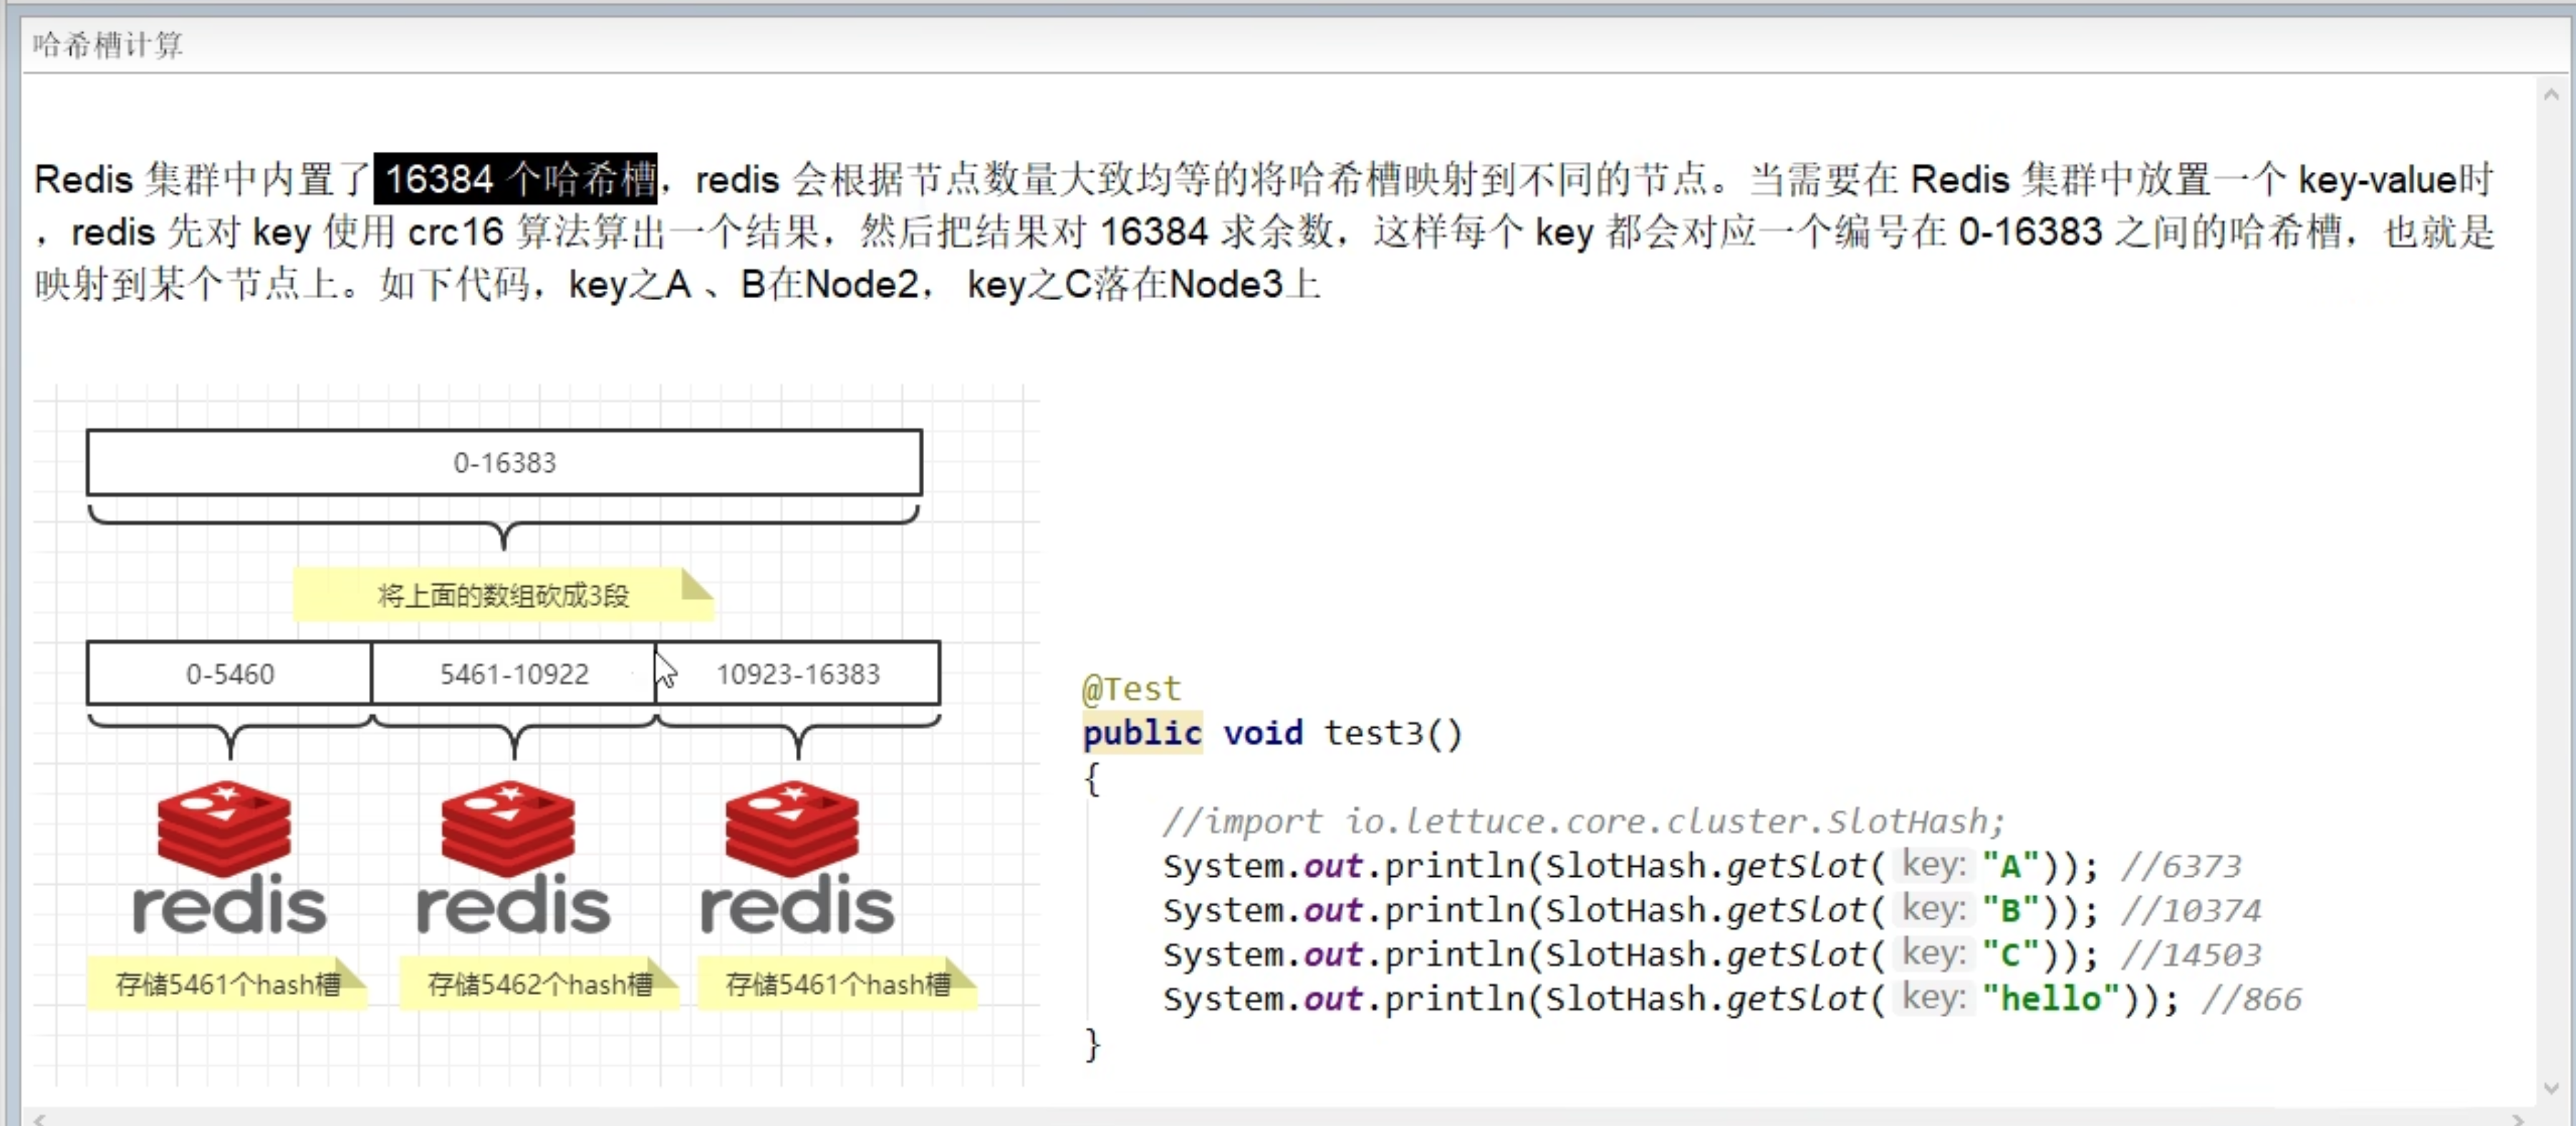 哈希槽计算
Redis 集群中内置了 16384 个哈希槽，redis 会根据节点数量大致均等的将哈希槽映射到不同的节点。当需要在 Redis 集群中放置一个 key-value时
，redis 先对 key 使用 crc16 算法算出一个结果，然后把结果对 16384 求余数，这样每个 key 都会对应一个编号在 0-16383 之间的哈希槽，也就是
映射到某个节点上。如下代码，key之A 、B在Node2， key之C落在Node3上
0-16383
将上面的数组砍成3段
0-5460 5461-10922 10923-16383
redis redis redis
存储5461个hash槽 存储5462个hash槽 存储5461个hash槽
@Test
public void test3()
{
//import io.lettuce.core.cluster.SlotHash;
System.out.println(SlotHash.getSlot( key: "A")); //6373
System.out.println(SlotHash.getSlot( key: "B")); //10374
System.out.println(SlotHash.getSlot( key: "C")); //14503
System.out.println(SlotHash.getSlot( key: "hello")); //866
}